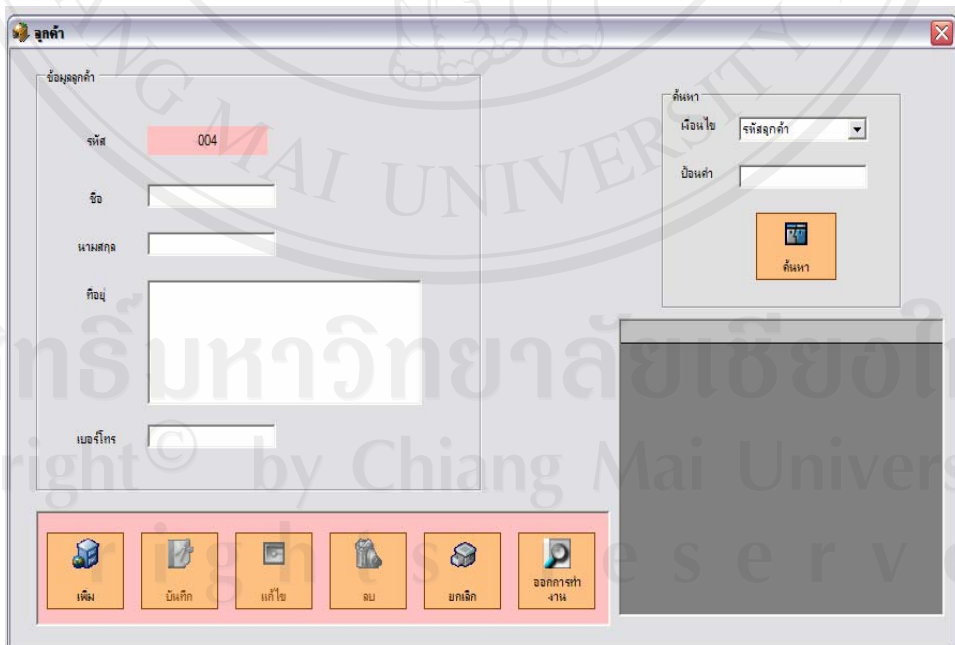 ลูกค้า
ข้อมูลลูกค้า
รหัส 004
ชื่อ
นามสกุล
ที่อยู่
เบอร์โทร
ค้นหา
เงื่อนไข รหัสลูกค้า
ป้อนค่า
ค้นหา
เพิ่ม บันทึก แก้ไข ลบ ยกเลิก ออกการทำ
งาน
ANG MAI UNIVERSITY
มหาวิทยาลัยเชียงให
right© by Chiang Mai Univers
rights reserv